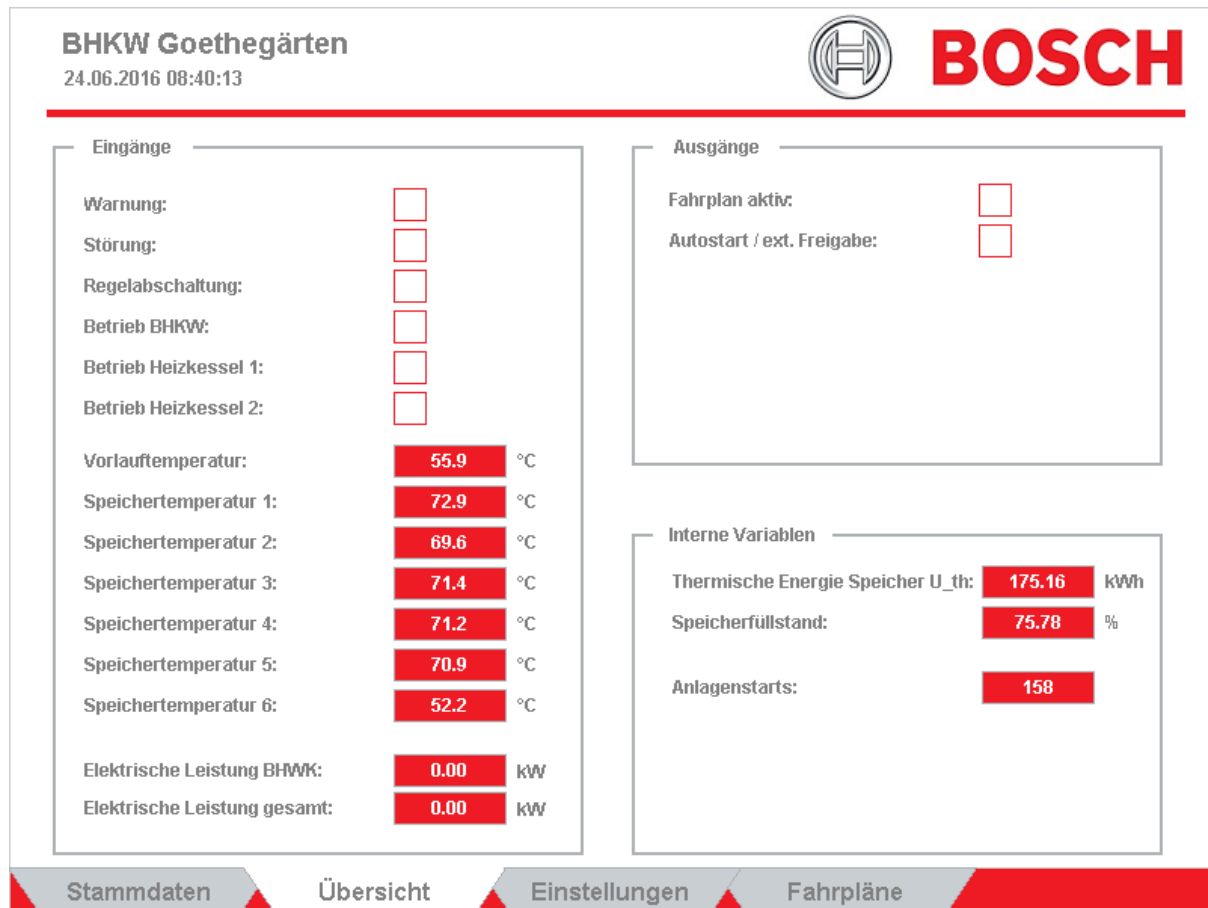 BHKW Goethegärten
24.06.2016 08:40:13
BOSCH
Eingänge
Warnung:
Störung:
Regelabschaltung:
Betrieb BHKW:
Betrieb Heizkessel 1:
Betrieb Heizkessel 2:
Vorlauftemperatur: 55.9 °C
Speichertemperatur 1: 72.9 °C
Speichertemperatur 2: 69.6 °C
Speichertemperatur 3: 71.4 °C
Speichertemperatur 4: 71.2 °C
Speichertemperatur 5: 70.9 °C
Speichertemperatur 6: 52.2 °C
Elektrische Leistung BHWK: 0.00 kW
Elektrische Leistung gesamt: 0.00 kW
Ausgänge
Fahrplan aktiv:
Autostart / ext. Freigabe:
Interne Variablen
Thermische Energie Speicher U_th: 175.16 kWh
Speicherfüllstand: 75.78 %
Anlagenstarts: 158
Stammdaten Übersicht Einstellungen Fahrpläne